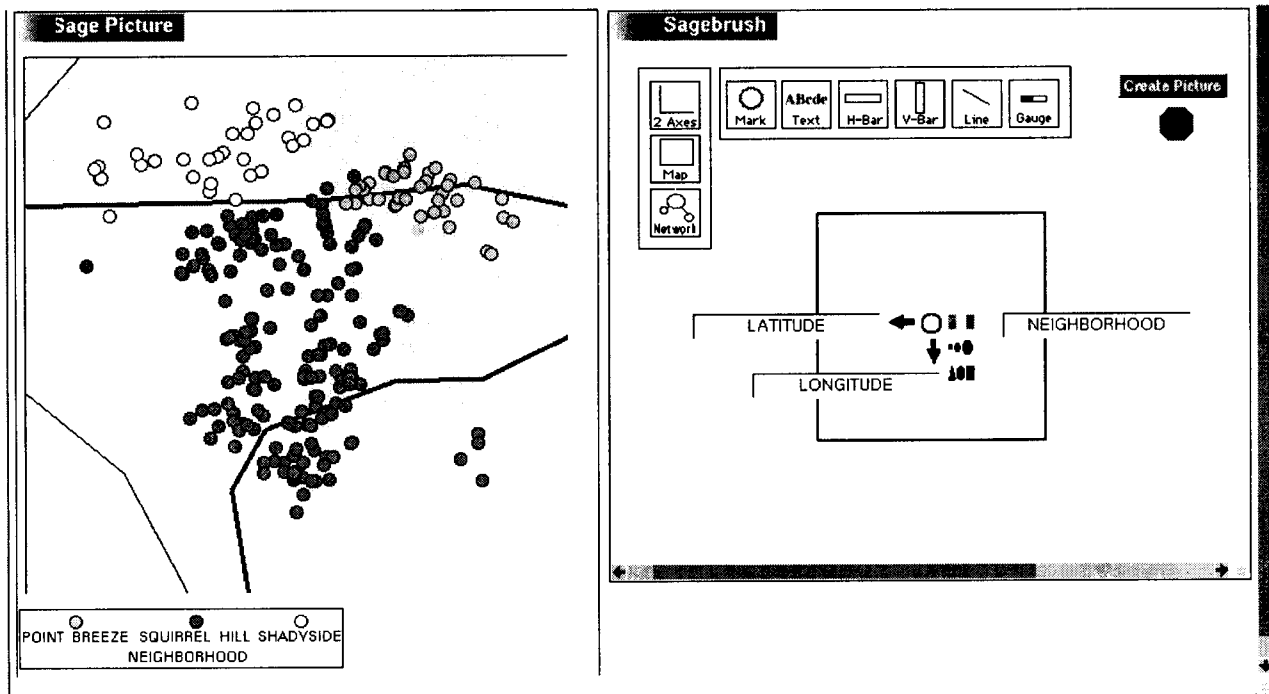 Sage Picture
POINT BREEZE SQUIRREL HILL SHADYSIDE
NEIGHBORHOOD
Sagebrush
2 Axes
Map
Network
Mark
ABcde
Text
H-Bar
V-Bar
Line
Gauge
Create Picture
LATITUDE
NEIGHBORHOOD
LONGITUDE